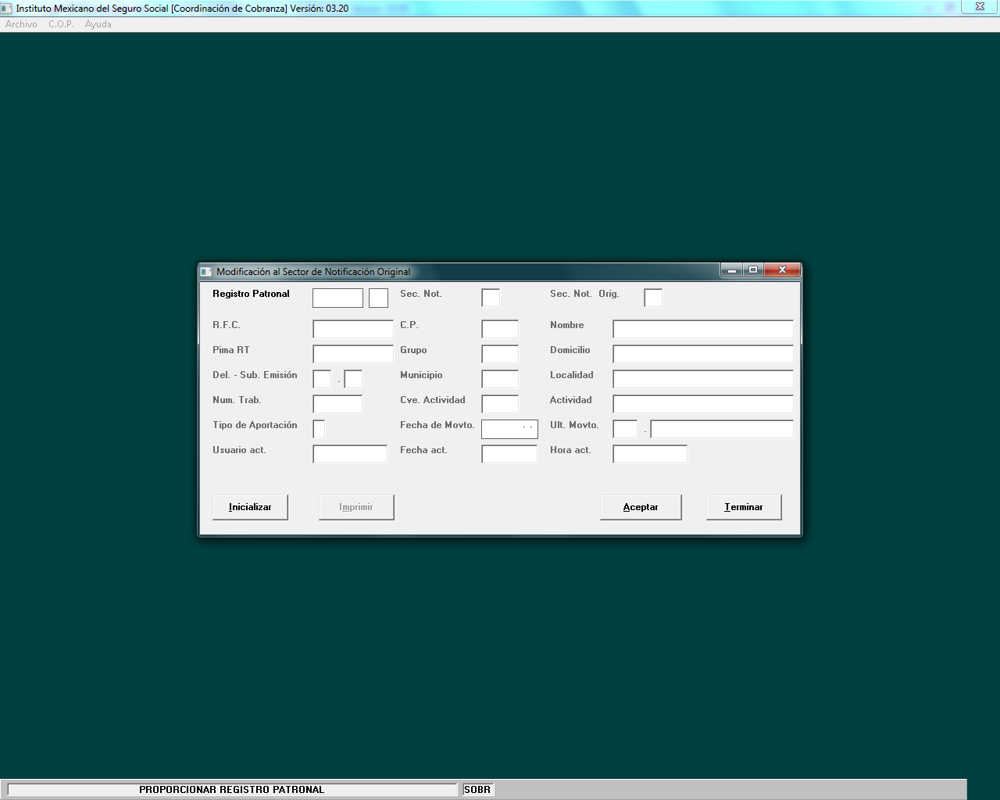 Instituto Mexicano del Seguro Social [Coordinación de Cobranza] Versión: 03.20
Archivo C.O.P. Ayuda
Modificación al Sector de Notificación Original
Registro Patronal Sec. Not. Sec. Not. Orig.
R.F.C. C.P. Nombre
Pima RT Grupo Domicilio
Del. - Sub. Emisión . Municipio Localidad
Num. Trab. Cve. Actividad Actividad
Tipo de Aportación Fecha de Movto. - - Ult. Movto. .
Usuario act. Fecha act. Hora act.
Inicializar Imprimir Aceptar Terminar
PROPORCIONAR REGISTRO PATRONAL SOBR